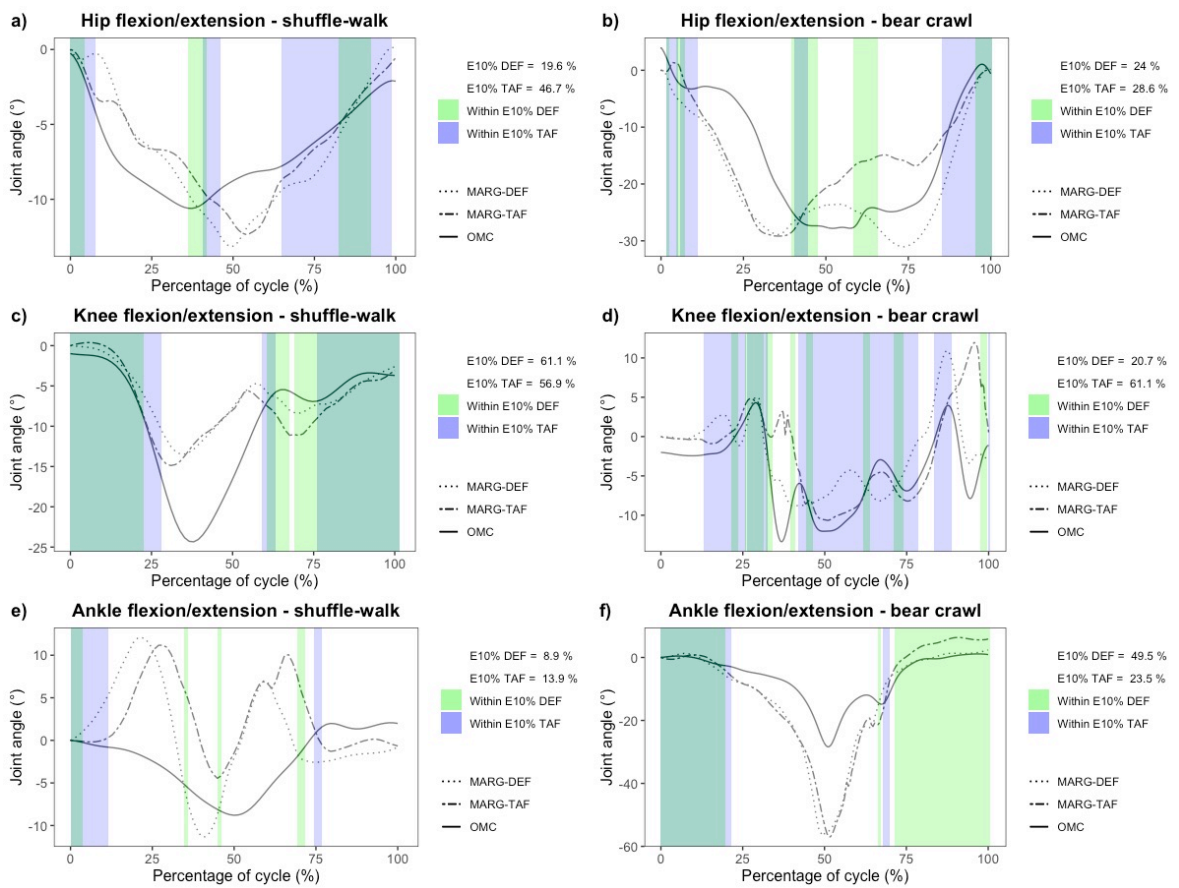 a) Hip flexion/extension - shuffle-walk
0
-5
-10
Joint angle (°)
0 25 50 75 100
Percentage of cycle (%)
E10% DEF = 19.6 %
E10% TAF = 46.7 %
Within E10% DEF
Within E10% TAF
MARG-DEF
MARG-TAF
OMC
b) Hip flexion/extension - bear crawl
0
-10
-20
-30
Joint angle (°)
0 25 50 75 100
Percentage of cycle (%)
E10% DEF = 24 %
E10% TAF = 28.6 %
Within E10% DEF
Within E10% TAF
MARG-DEF
MARG-TAF
OMC
c) Knee flexion/extension - shuffle-walk
0
-5
-10
-15
-20
-25
Joint angle (°)
0 25 50 75 100
Percentage of cycle (%)
E10% DEF = 61.1 %
E10% TAF = 56.9 %
Within E10% DEF
Within E10% TAF
MARG-DEF
MARG-TAF
OMC
d) Knee flexion/extension - bear crawl
10
5
0
-5
-10
Joint angle (°)
0 25 50 75 100
Percentage of cycle (%)
E10% DEF = 20.7 %
E10% TAF = 61.1 %
Within E10% DEF
Within E10% TAF
MARG-DEF
MARG-TAF
OMC
e) Ankle flexion/extension - shuffle-walk
10
5
0
-5
-10
Joint angle (°)
0 25 50 75 100
Percentage of cycle (%)
E10% DEF = 8.9 %
E10% TAF = 13.9 %
Within E10% DEF
Within E10% TAF
MARG-DEF
MARG-TAF
OMC
f) Ankle flexion/extension - bear crawl
0
-20
-40
-60
Joint angle (°)
0 25 50 75 100
Percentage of cycle (%)
E10% DEF = 49.5 %
E10% TAF = 23.5 %
Within E10% DEF
Within E10% TAF
MARG-DEF
MARG-TAF
OMC